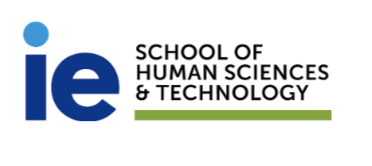 ie
SCHOOL OF
HUMAN SCIENCES
& TECHNOLOGY